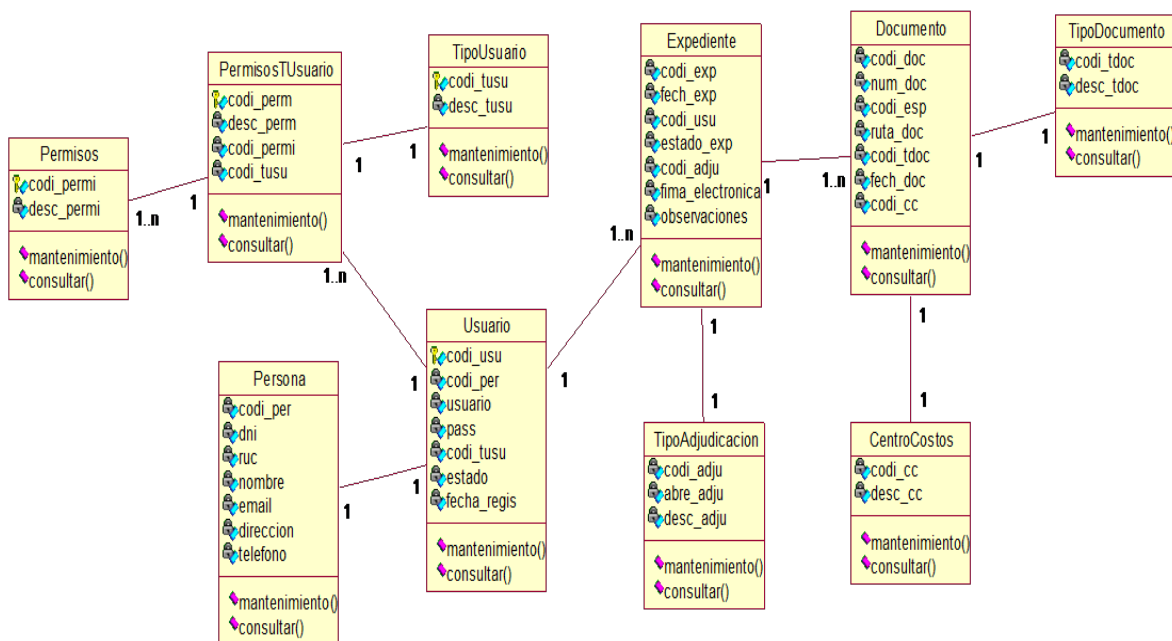 Permisos
codi_permi
desc_permi
mantenimiento()
consultar()
1..n
1
PermisosTUsuario
codi_perm
desc_perm
codi_permi
codi_tusu
mantenimiento()
consultar()
1
1
1..n
1
TipoUsuario
codi_tusu
desc_tusu
mantenimiento()
consultar()
Persona
codi_per
dni
ruc
nombre
email
direccion
telefono
mantenimiento()
consultar()
1
1
Usuario
codi_usu
codi_per
usuario
pass
codi_tusu
estado
fecha_regis
mantenimiento()
consultar()
1
1..n
Expediente
codi_exp
fech_exp
codi_usu
estado_exp
codi_adju
fima_electronica
observaciones
mantenimiento()
consultar()
1
1..n
1
1
TipoAdjudicacion
codi_adju
abre_adju
desc_adju
mantenimiento()
consultar()
Documento
codi_doc
num_doc
codi_esp
ruta_doc
codi_tdoc
fech_doc
codi_cc
mantenimiento()
consultar()
1
1
1
1
CentroCostos
codi_cc
desc_cc
mantenimiento()
consultar()
TipoDocumento
codi_tdoc
desc_tdoc
mantenimiento()
consultar()